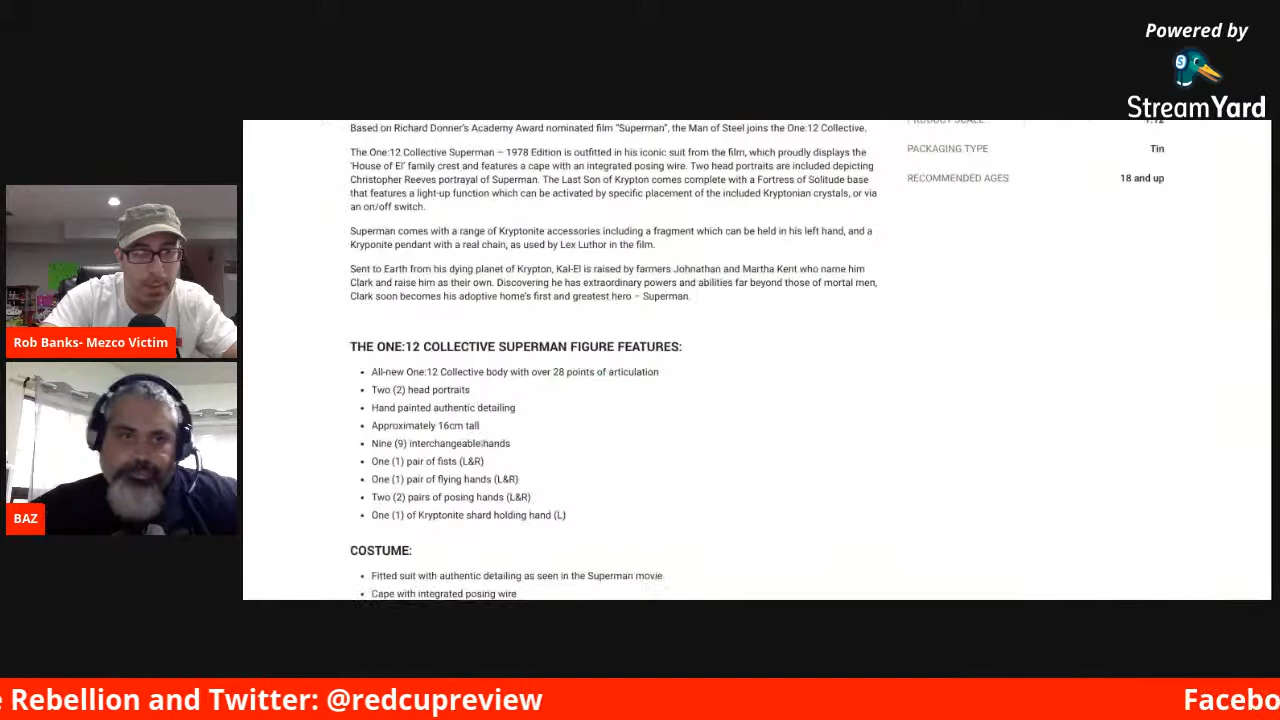 Powered by
StreamYard
Based on Richard Donner's Academy Award nominated film "Superman", the Man of Steel joins the One:12 Collective.
The One:12 Collective Superman – 1978 Edition is outfitted in his iconic suit from the film, which proudly displays the
'House of El' family crest and features a cape with an integrated posing wire. Two head portraits are included depicting
Christopher Reeves portrayal of Superman. The Last Son of Krypton comes complete with a Fortress of Solitude base
that features a light-up function which can be activated by specific placement of the included Kryptonian crystals, or via
an on/off switch.
Superman comes with a range of Kryptonite accessories including a fragment which can be held in his left hand, and a
Kryponite pendant with a real chain, as used by Lex Luthor in the film.
Sent to Earth from his dying planet of Krypton, Kal-El is raised by farmers Johnathan and Martha Kent who name him
Clark and raise him as their own. Discovering he has extraordinary powers and abilities far beyond those of mortal men,
Clark soon becomes his adoptive home's first and greatest hero – Superman.
PRODUCT SCALE 1:12
PACKAGING TYPE Tin
RECOMMENDED AGES 18 and up
THE ONE:12 COLLECTIVE SUPERMAN FIGURE FEATURES:
• All-new One:12 Collective body with over 28 points of articulation
• Two (2) head portraits
• Hand painted authentic detailing
• Approximately 16cm tall
• Nine (9) interchangeable hands
• One (1) pair of fists (L&R)
• One (1) pair of flying hands (L&R)
• Two (2) pairs of posing hands (L&R)
• One (1) of Kryptonite shard holding hand (L)
COSTUME:
• Fitted suit with authentic detailing as seen in the Superman movie
• Cape with integrated posing wire
Rob Banks- Mezco Victim
BAZ
e Rebellion and Twitter: @redcupreview
Facebo